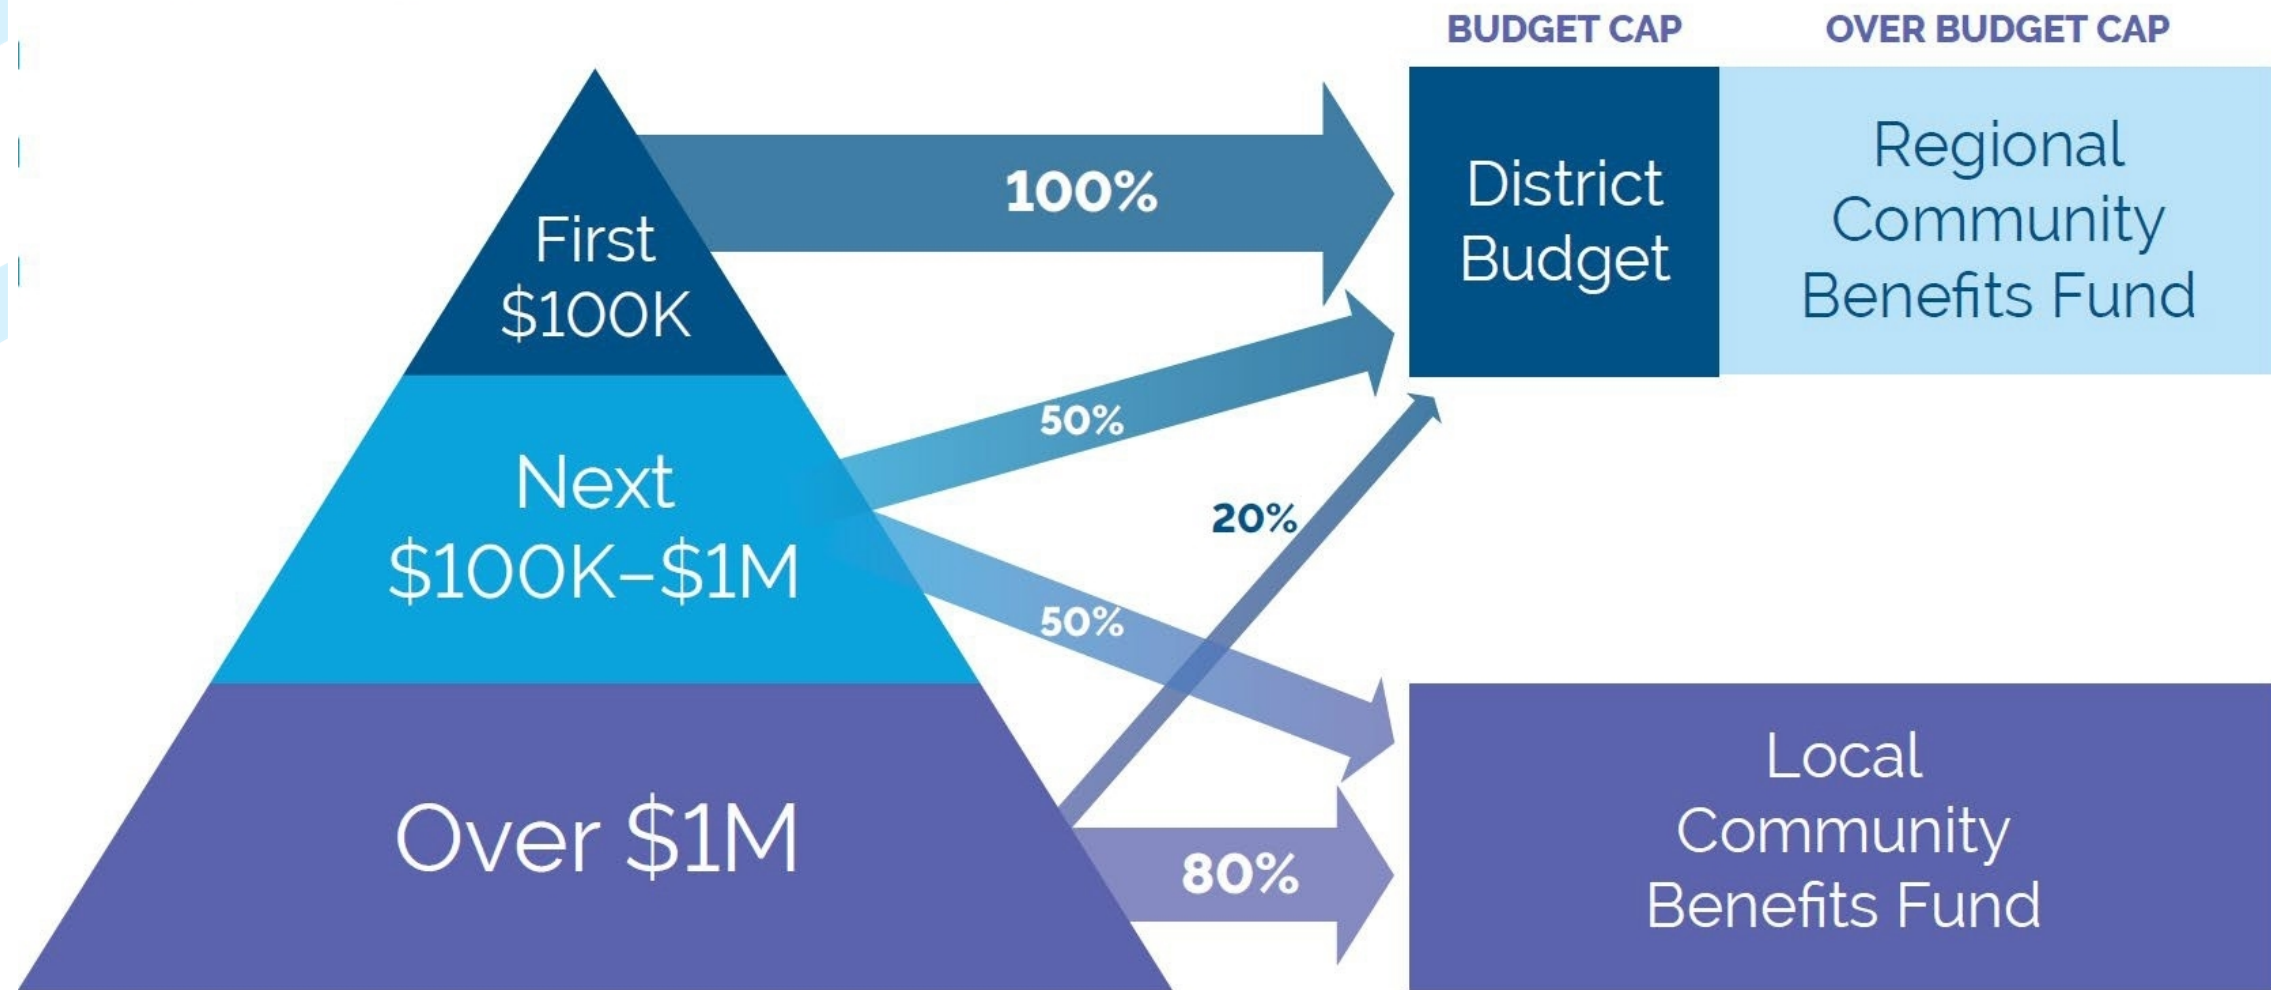 BUDGET CAP
OVER BUDGET CAP
First
$100K
100%
District
Budget
Regional
Community
Benefits Fund
Next
$100K–$1M
50%
20%
50%
Over $1M
80%
Local
Community
Benefits Fund